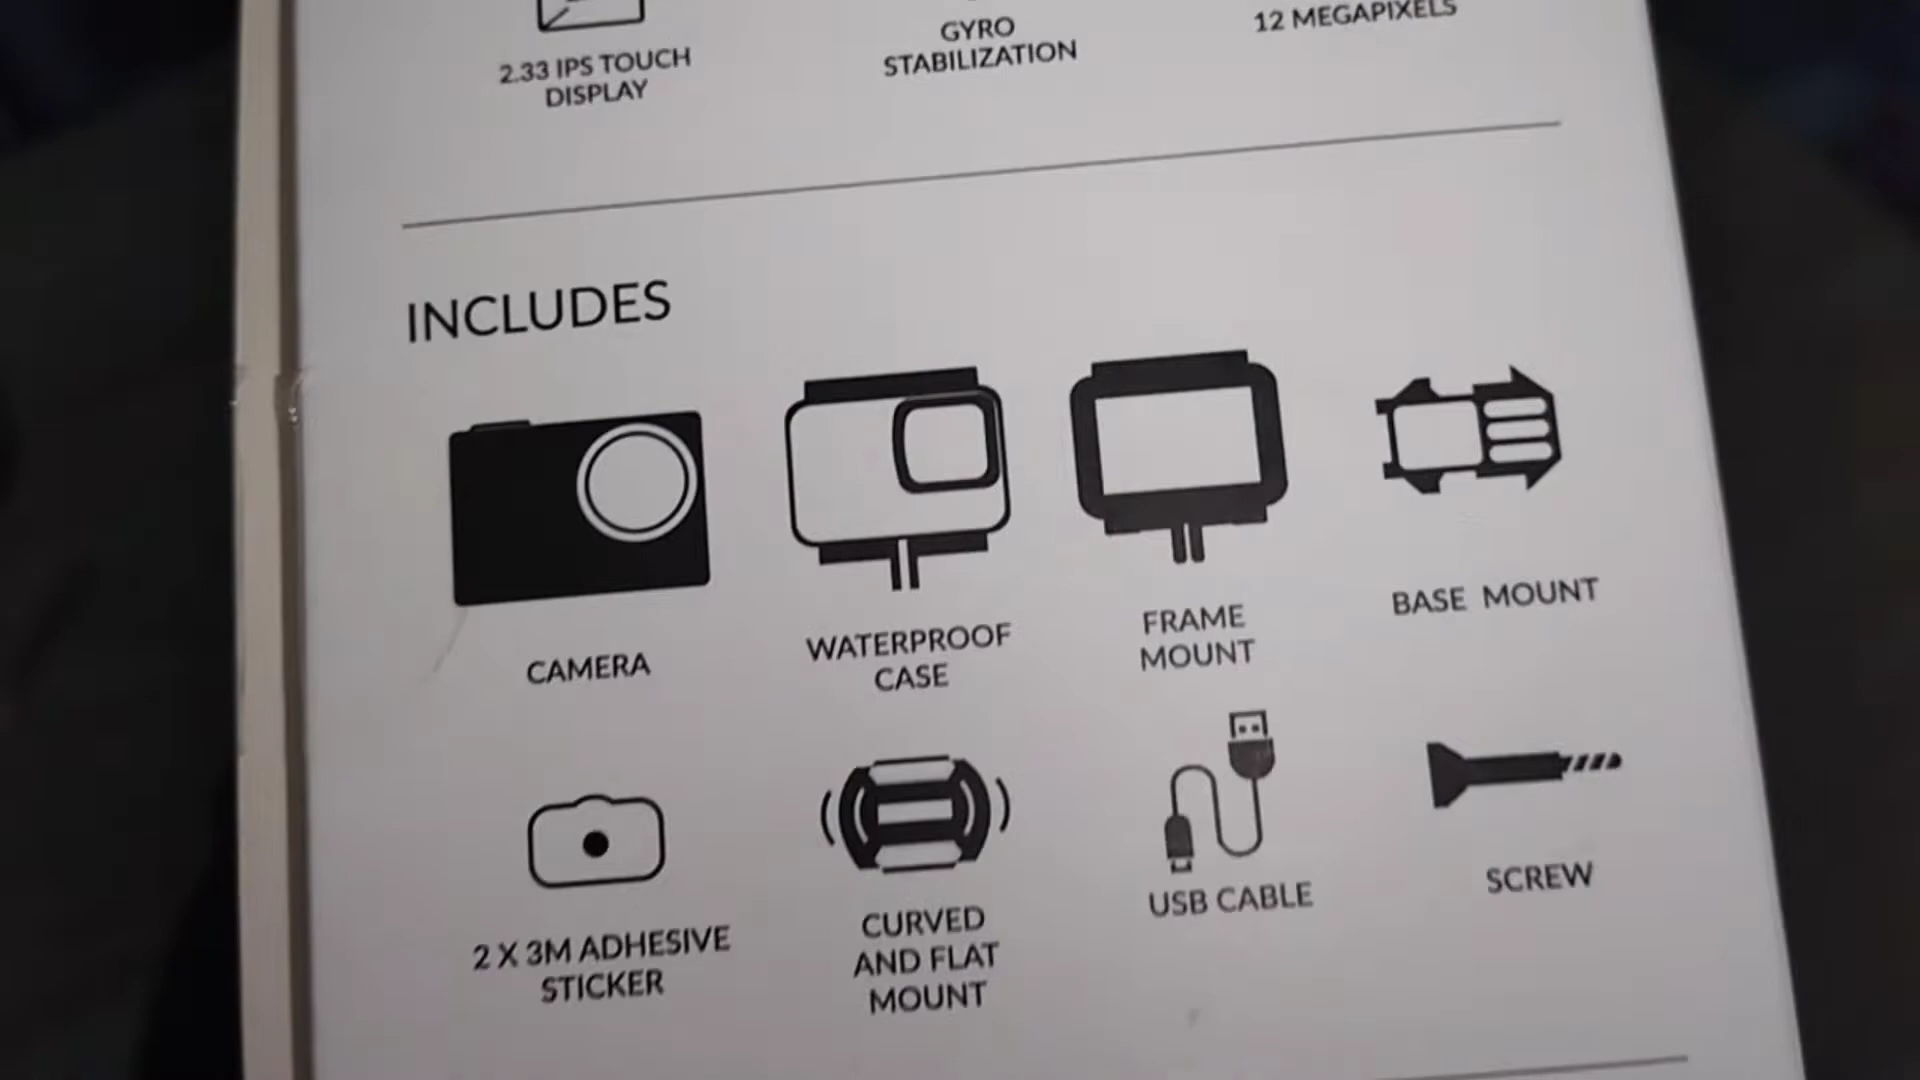 2.33 IPS TOUCH
DISPLAY
GYRO
STABILIZATION
12 MEGAPIXELS
INCLUDES
CAMERA
WATERPROOF
CASE
FRAME
MOUNT
BASE MOUNT
2 X 3M ADHESIVE
STICKER
CURVED
AND FLAT
MOUNT
USB CABLE
SCREW